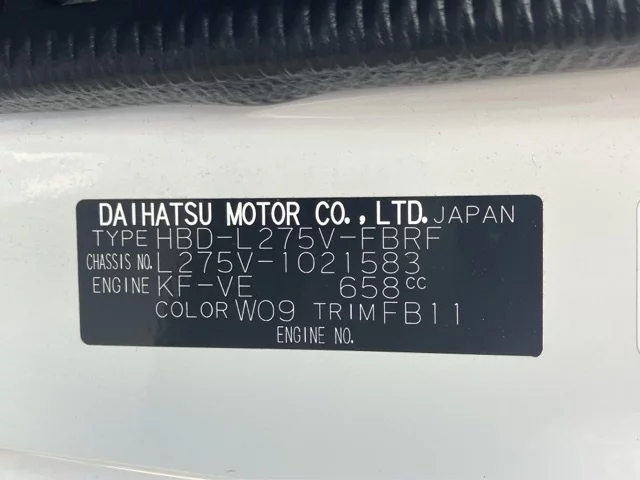 DAIHATSU MOTOR CO.,LTD. JAPAN
TYPE HBD-L275V-FBRF
CHASSIS NO. L275V-1021583
ENGINE KF-VE 658cc
COLOR W09 TRIM FB11
ENGINE NO.